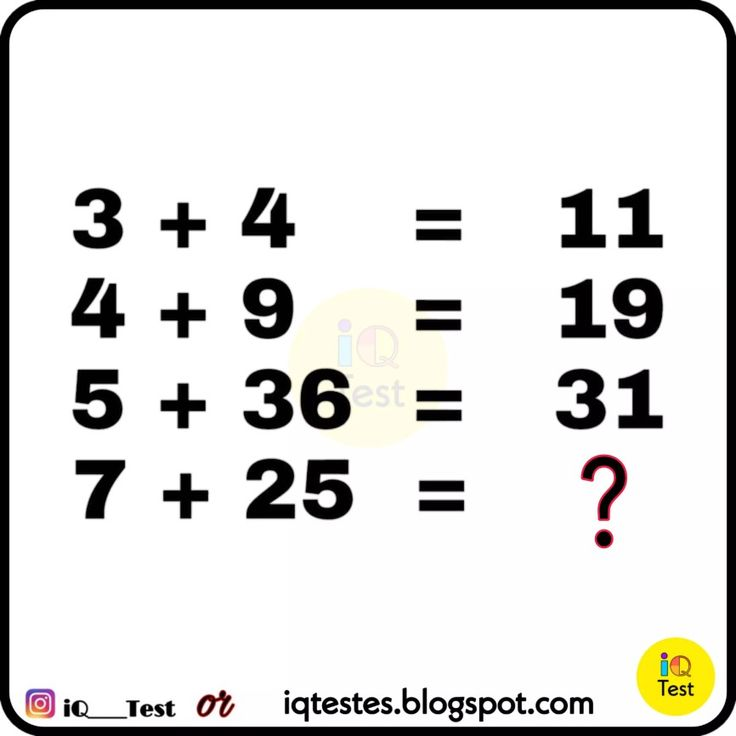 3 + 4 = 11
4 + 9 = 19
5 + 36 = 31
7 + 25 = ?
iQ Test
iQ Test
iQ___Test or iqtestes.blogspot.com